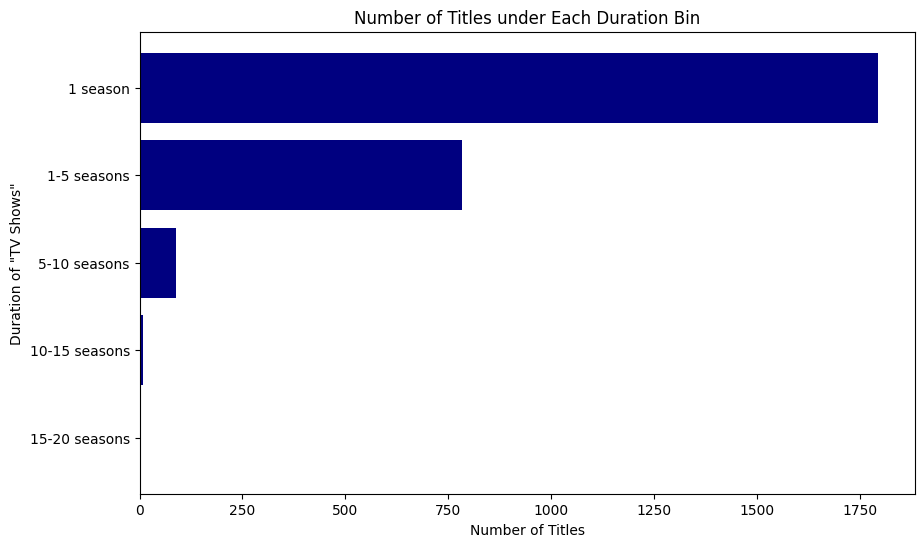 Number of Titles under Each Duration Bin
1 season
1-5 seasons
5-10 seasons
10-15 seasons
15-20 seasons
Duration of "TV Shows"
0 250 500 750 1000 1250 1500 1750
Number of Titles